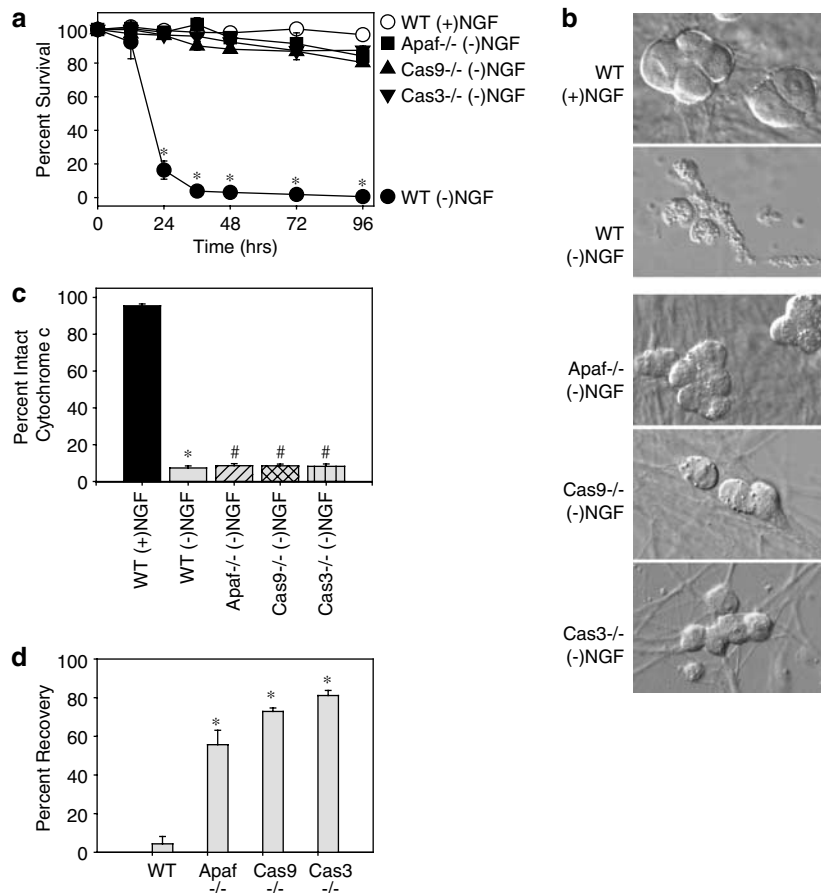 a
Percent Survival
100
80
60
40
20
0
0 24 48 72 96
Time (hrs)
* * * * *
WT (+)NGF
Apaf-/- (-)NGF
Cas9-/- (-)NGF
Cas3-/- (-)NGF
WT (-)NGF
b
WT
(+)NGF
WT
(-)NGF
Apaf-/-
(-)NGF
Cas9-/-
(-)NGF
Cas3-/-
(-)NGF
c
Percent Intact
Cytochrome c
100
80
60
40
20
0
* # # #
WT (+)NGF
WT (-)NGF
Apaf-/- (-)NGF
Cas9-/- (-)NGF
Cas3-/- (-)NGF
d
Percent Recovery
100
80
60
40
20
0
* * *
WT Apaf Cas9 Cas3
-/- -/- -/-